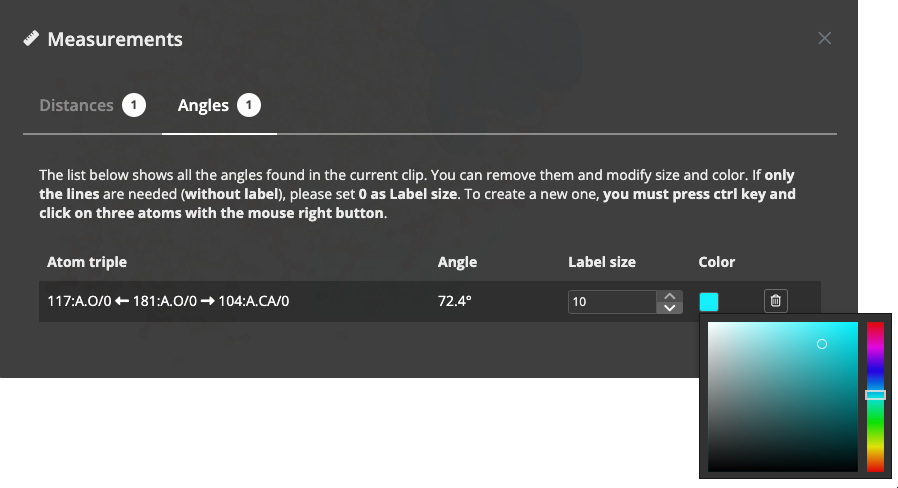 Measurements
Distances 1 Angles 1
The list below shows all the angles found in the current clip. You can remove them and modify size and color. If only
the lines are needed (without label), please set 0 as Label size. To create a new one, you must press ctrl key and
click on three atoms with the mouse right button.
Atom triple Angle Label size Color
117:A.O/0 ← 181:A.O/0 → 104:A.CA/0 72.4° 10